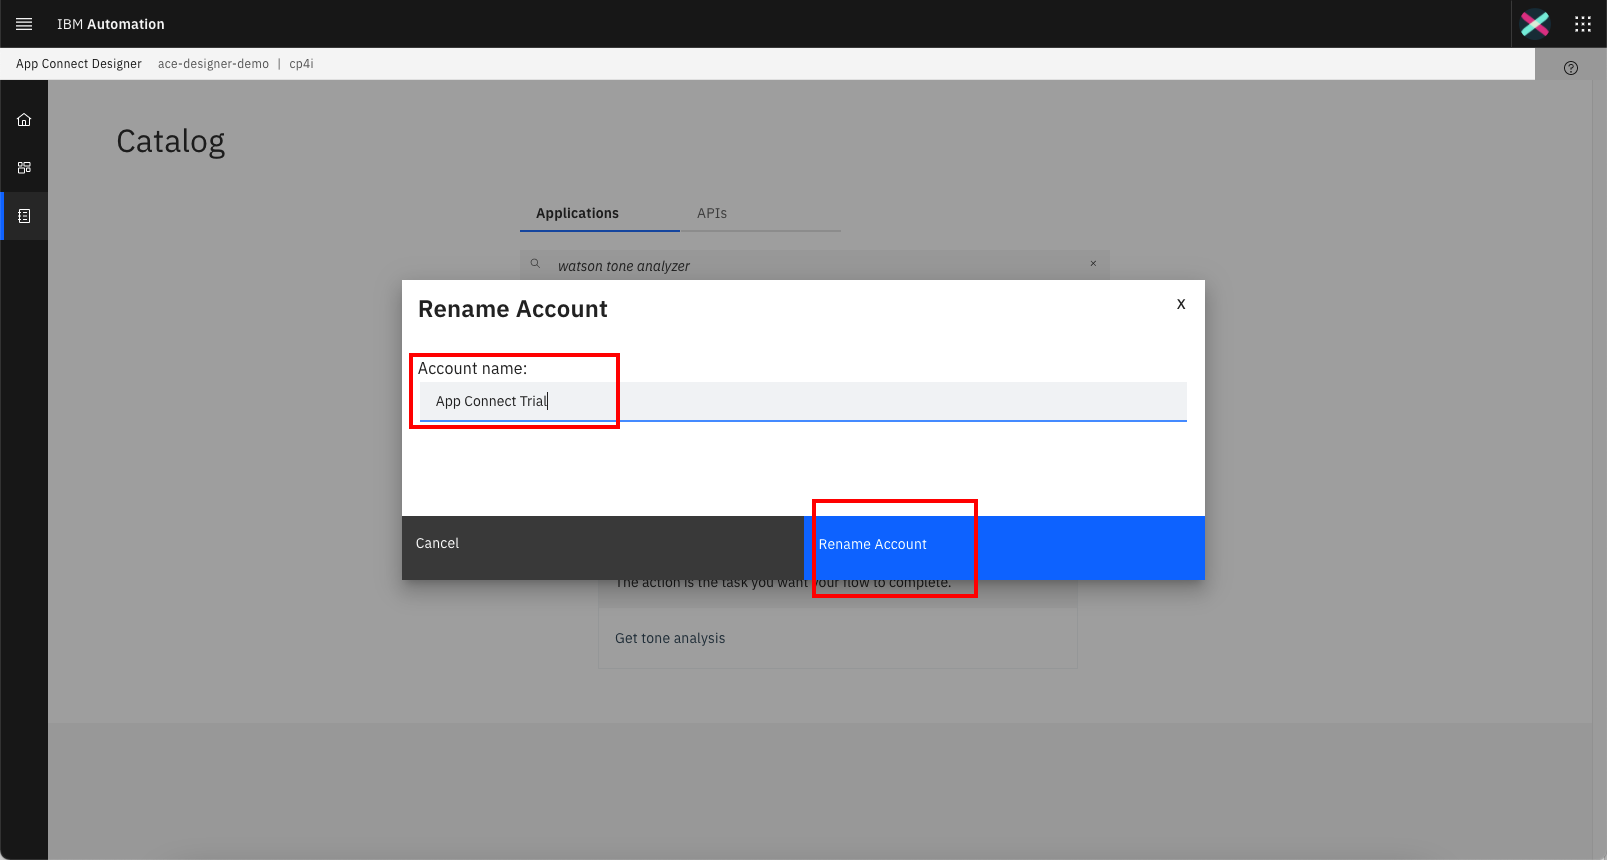 IBM Automation
App Connect Designer ace-designer-demo | cp4i
Catalog
Applications APIs
watson tone analyzer
Rename Account X
Account name:
App Connect Trial
Cancel Rename Account
The action is the task you want your flow to complete.
Get tone analysis